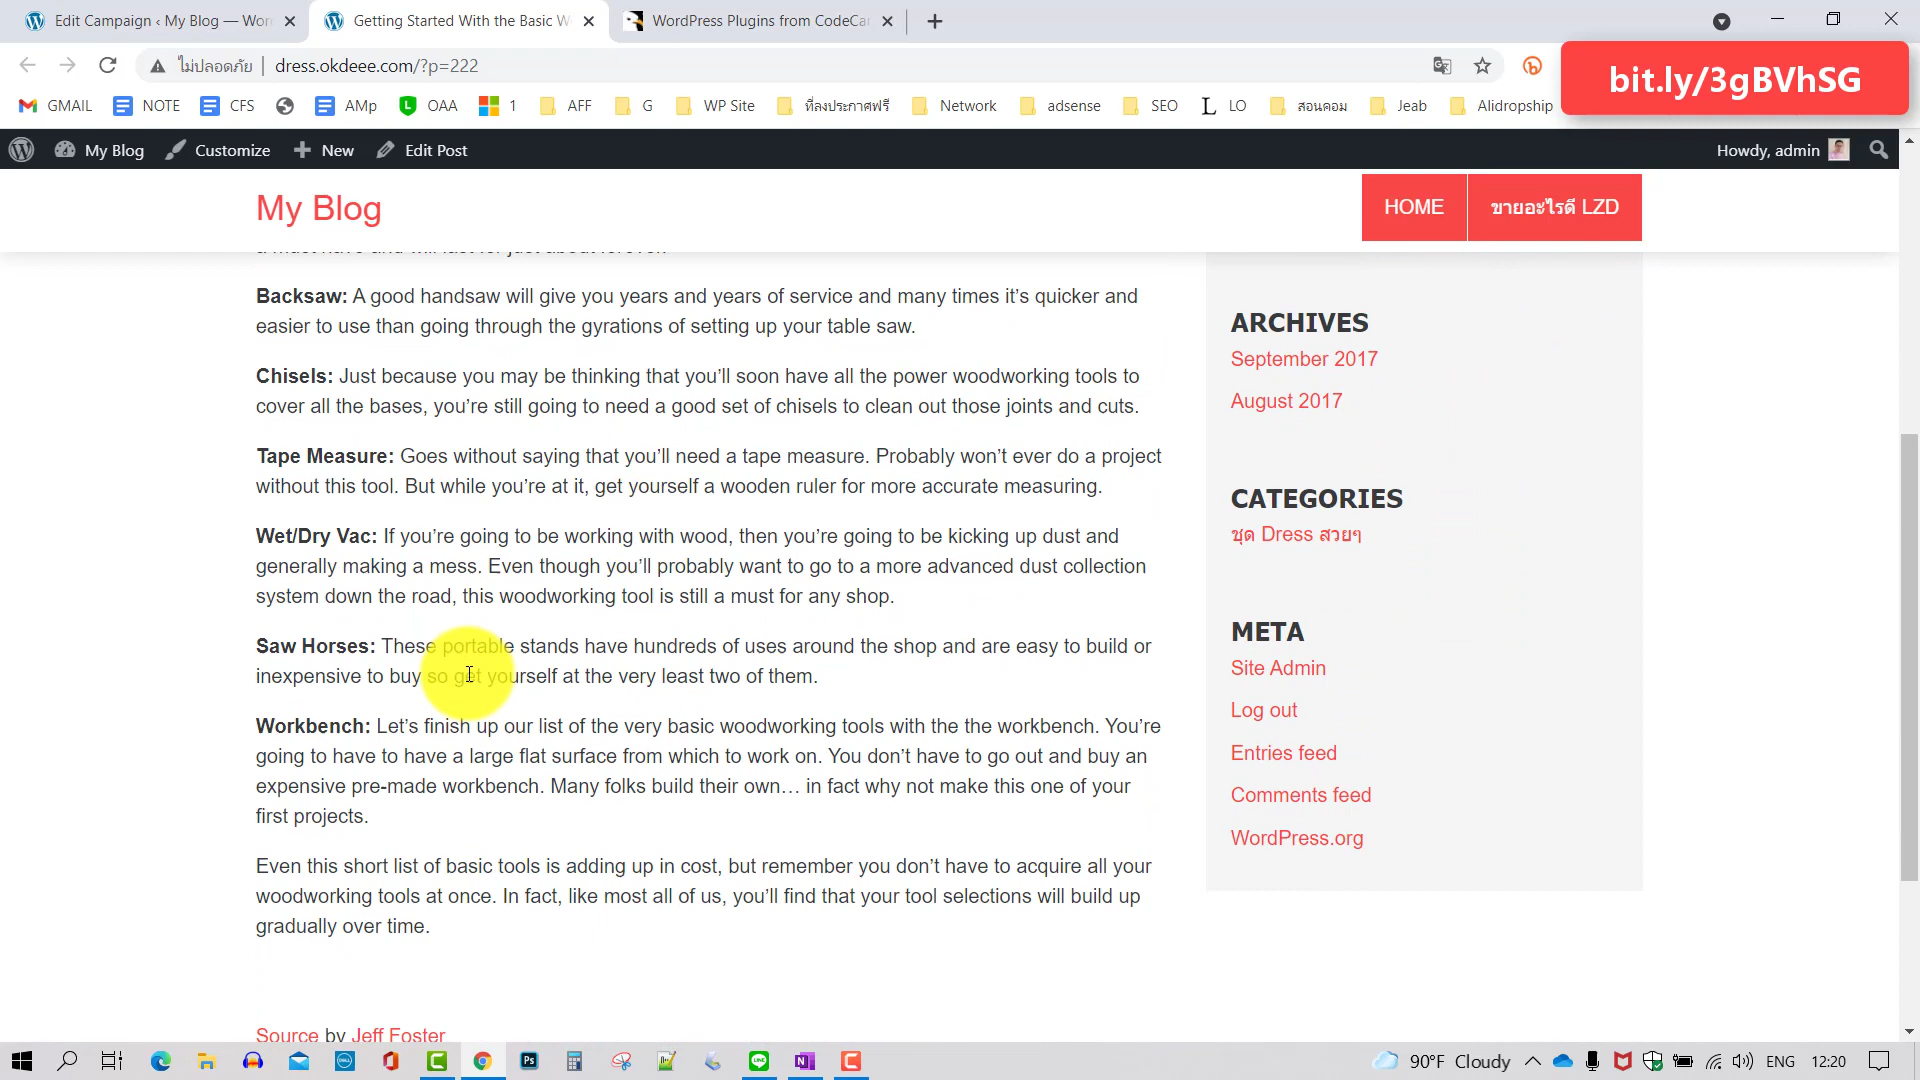 Edit Campaign ‹ My Blog — Wor
Getting Started With the Basic W
WordPress Plugins from CodeCan
ไม่ปลอดภัย
dress.okdeee.com/?p=222
bit.ly/3gBVhSG
GMAIL
NOTE
CFS
AMp
OAA
1
AFF
G
WP Site
ที่ลงประกาศฟรี
Network
adsense
SEO
LO
สอนคอม
Jeab
Alidropship
My Blog
Customize
New
Edit Post
Howdy, admin
My Blog
HOME
ขายอะไรดี LZD
Backsaw: A good handsaw will give you years and years of service and many times it’s quicker and
easier to use than going through the gyrations of setting up your table saw.
Chisels: Just because you may be thinking that you’ll soon have all the power woodworking tools to
cover all the bases, you’re still going to need a good set of chisels to clean out those joints and cuts.
Tape Measure: Goes without saying that you’ll need a tape measure. Probably won’t ever do a project
without this tool. But while you’re at it, get yourself a wooden ruler for more accurate measuring.
Wet/Dry Vac: If you’re going to be working with wood, then you’re going to be kicking up dust and
generally making a mess. Even though you’ll probably want to go to a more advanced dust collection
system down the road, this woodworking tool is still a must for any shop.
Saw Horses: These portable stands have hundreds of uses around the shop and are easy to build or
inexpensive to buy so get yourself at the very least two of them.
Workbench: Let’s finish up our list of the very basic woodworking tools with the the workbench. You’re
going to have to have a large flat surface from which to work on. You don’t have to go out and buy an
expensive pre-made workbench. Many folks build their own… in fact why not make this one of your
first projects.
Even this short list of basic tools is adding up in cost, but remember you don’t have to acquire all your
woodworking tools at once. In fact, like most all of us, you’ll find that your tool selections will build up
gradually over time.
Source by Jeff Foster
ARCHIVES
September 2017
August 2017
CATEGORIES
ชุด Dress สวยๆ
META
Site Admin
Log out
Entries feed
Comments feed
WordPress.org
90°F Cloudy
ENG
12:20